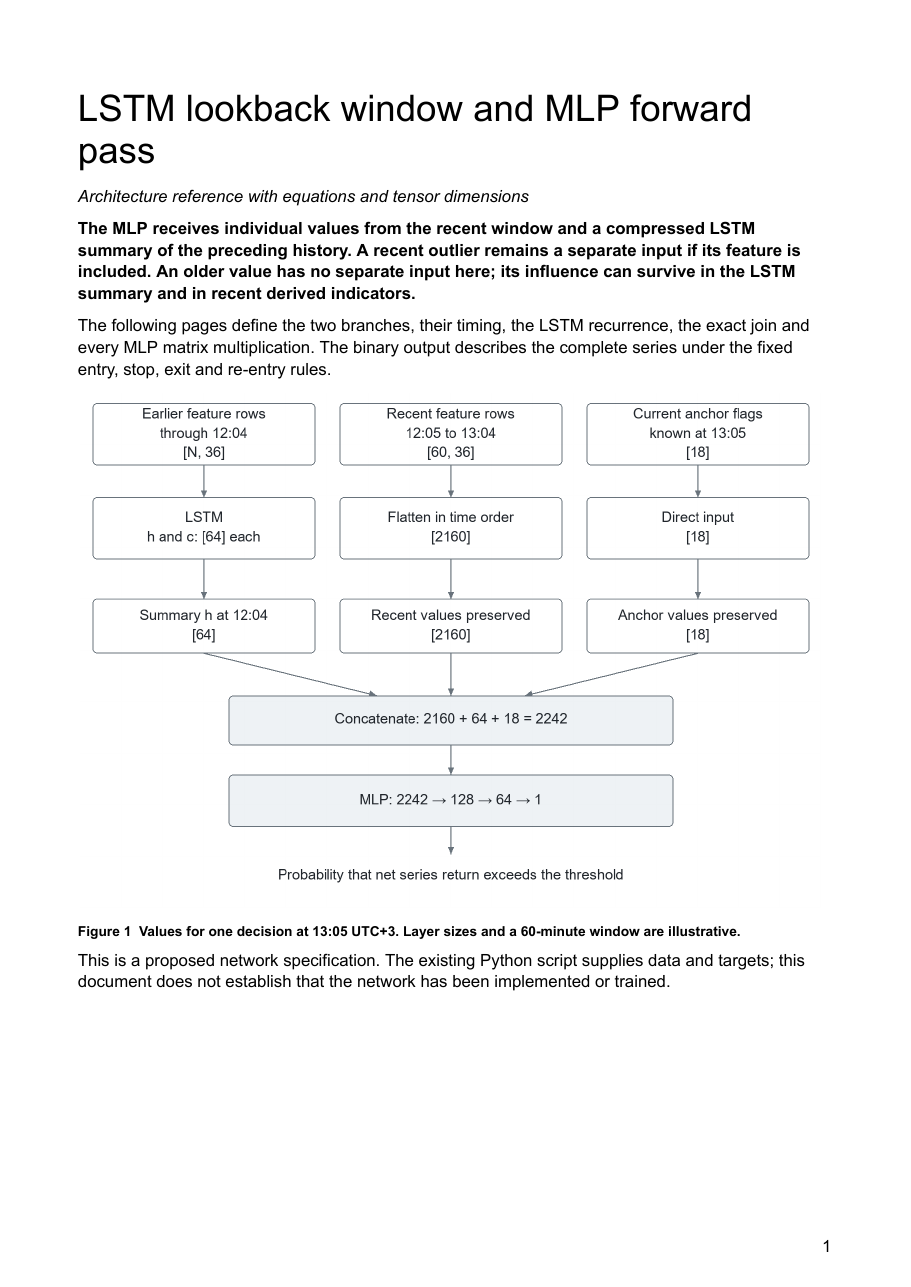 LSTM lookback window and MLP forward
pass
Architecture reference with equations and tensor dimensions
The MLP receives individual values from the recent window and a compressed LSTM
summary of the preceding history. A recent outlier remains a separate input if its feature is
included. An older value has no separate input here; its influence can survive in the LSTM
summary and in recent derived indicators.
The following pages define the two branches, their timing, the LSTM recurrence, the exact join and
every MLP matrix multiplication. The binary output describes the complete series under the fixed
entry, stop, exit and re-entry rules.
Earlier feature rows
through 12:04
[N, 36]
Recent feature rows
12:05 to 13:04
[60, 36]
Current anchor flags
known at 13:05
[18]
LSTM
h and c: [64] each
Flatten in time order
[2160]
Direct input
[18]
Summary h at 12:04
[64]
Recent values preserved
[2160]
Anchor values preserved
[18]
Concatenate: 2160 + 64 + 18 = 2242
MLP: 2242 → 128 → 64 → 1
Probability that net series return exceeds the threshold
Figure 1  Values for one decision at 13:05 UTC+3. Layer sizes and a 60-minute window are illustrative.
This is a proposed network specification. The existing Python script supplies data and targets; this
document does not establish that the network has been implemented or trained.
1